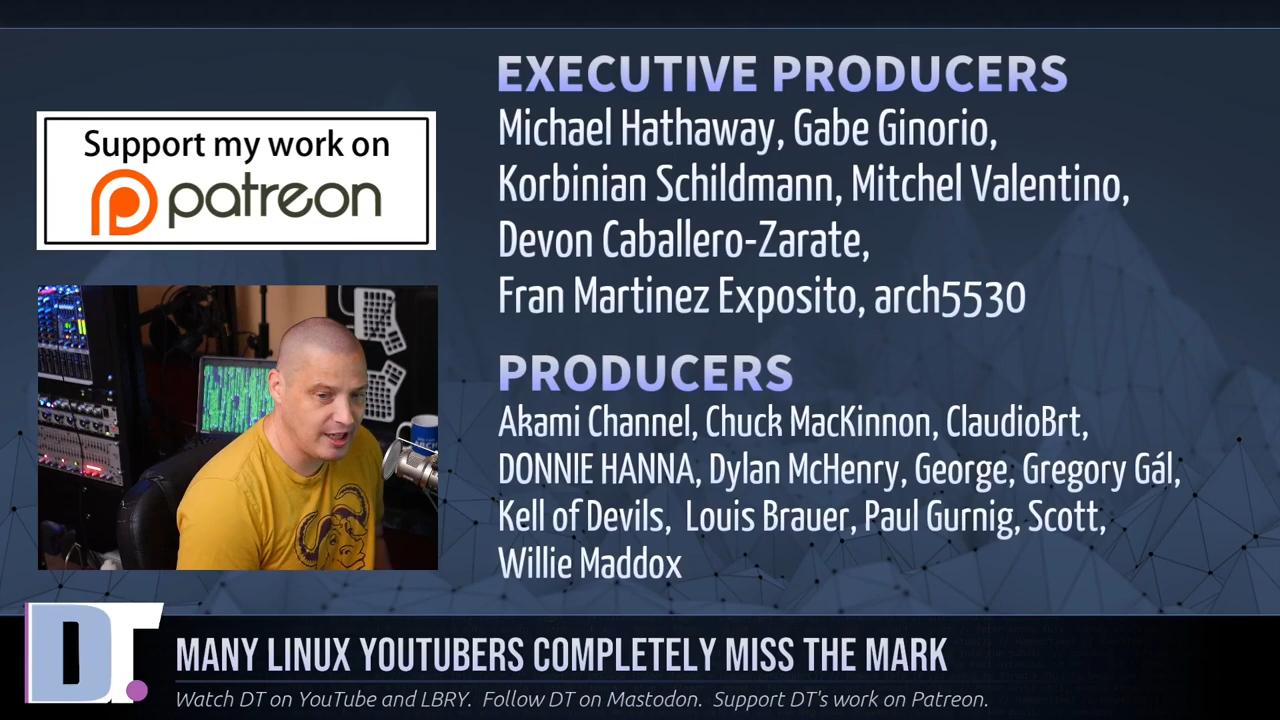 EXECUTIVE PRODUCERS
Michael Hathaway, Gabe Ginorio,
Korbinian Schildmann, Mitchel Valentino,
Devon Caballero-Zarate,
Fran Martinez Exposito, arch5530
PRODUCERS
Akami Channel, Chuck MacKinnon, ClaudioBrt,
DONNIE HANNA, Dylan McHenry, George, Gregory Gál,
Kell of Devils, Louis Brauer, Paul Gurnig, Scott,
Willie Maddox
Support my work on
patreon
DT.
MANY LINUX YOUTUBERS COMPLETELY MISS THE MARK
Watch DT on YouTube and LBRY. Follow DT on Mastodon. Support DT's work on Patreon.